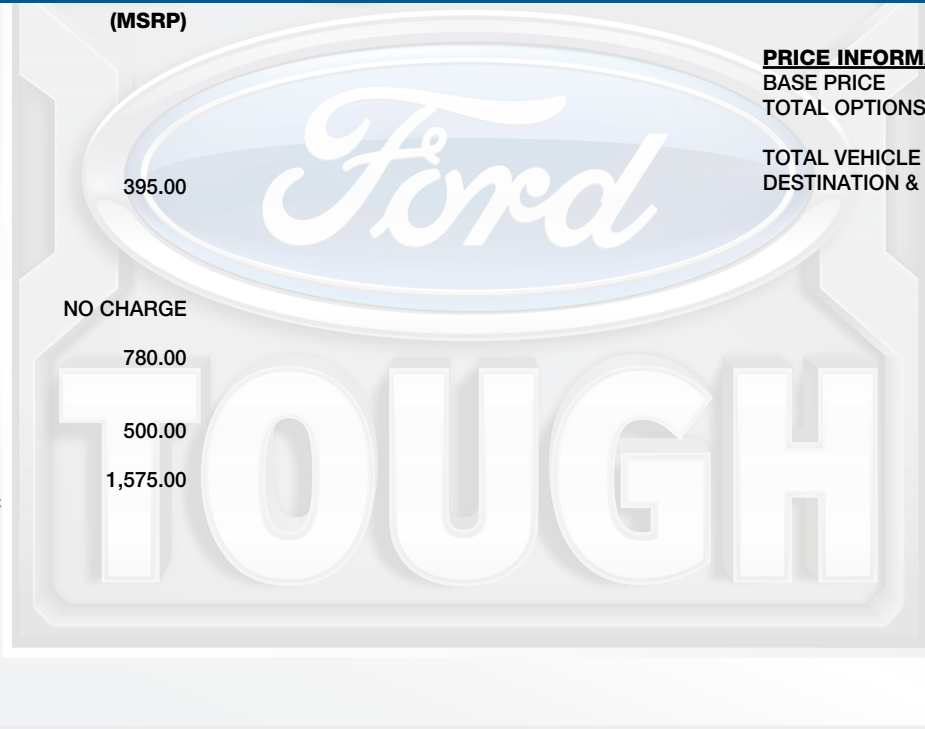 (MSRP)
395.00
NO CHARGE
780.00
500.00
1,575.00
PRICE INFORM
BASE PRICE
TOTAL OPTIONS
TOTAL VEHICLE
DESTINATION &
Ford
TOUGH